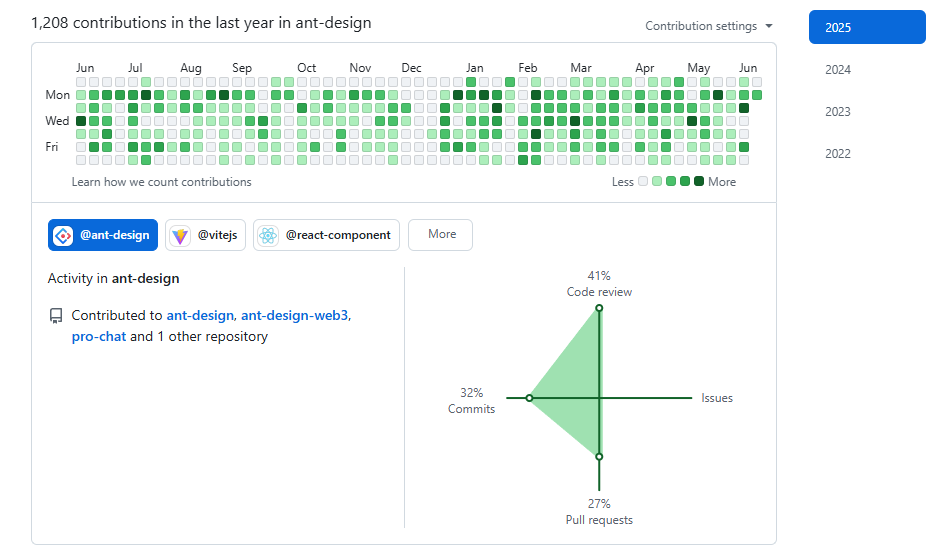 1,208 contributions in the last year in ant-design
Contribution settings
2025
2024
2023
2022
Jun Jul Aug Sep Oct Nov Dec Jan Feb Mar Apr May Jun
Mon
Wed
Fri
Learn how we count contributions
Less More
@ant-design @vitejs @react-component More
Activity in ant-design
Contributed to ant-design, ant-design-web3,
pro-chat and 1 other repository
41%
Code review
32%
Commits
Issues
27%
Pull requests